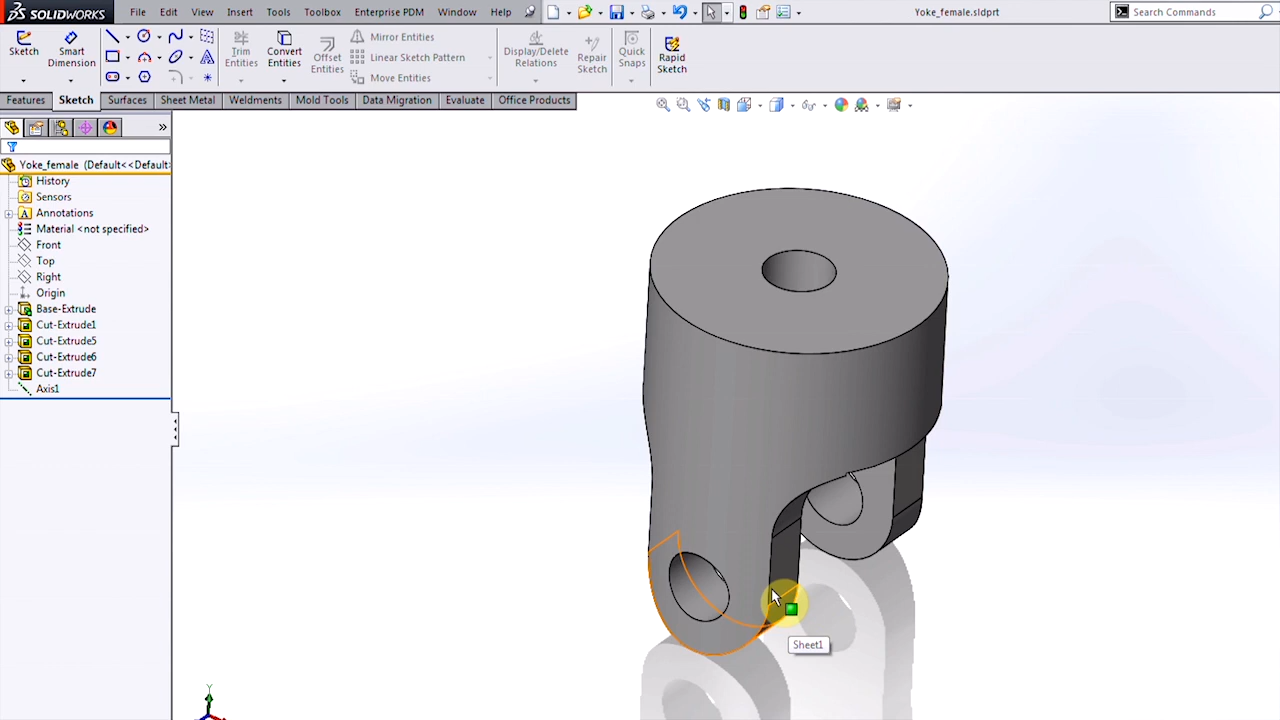 SOLIDWORKS File Edit View Insert Tools Toolbox Enterprise PDM Window Help Yoke_female.sldprt Search Commands
Sketch Smart Dimension Trim Entities Convert Entities Offset Entities Mirror Entities Linear Sketch Pattern Move Entities Display/Delete Relations Repair Sketch Quick Snaps Rapid Sketch
Features Sketch Surfaces Sheet Metal Weldments Mold Tools Data Migration Evaluate Office Products
Yoke_female (Default<<Default>
History
Sensors
Annotations
Material <not specified>
Front
Top
Right
Origin
Base-Extrude
Cut-Extrude1
Cut-Extrude5
Cut-Extrude6
Cut-Extrude7
Axis1
Sheet1
Y